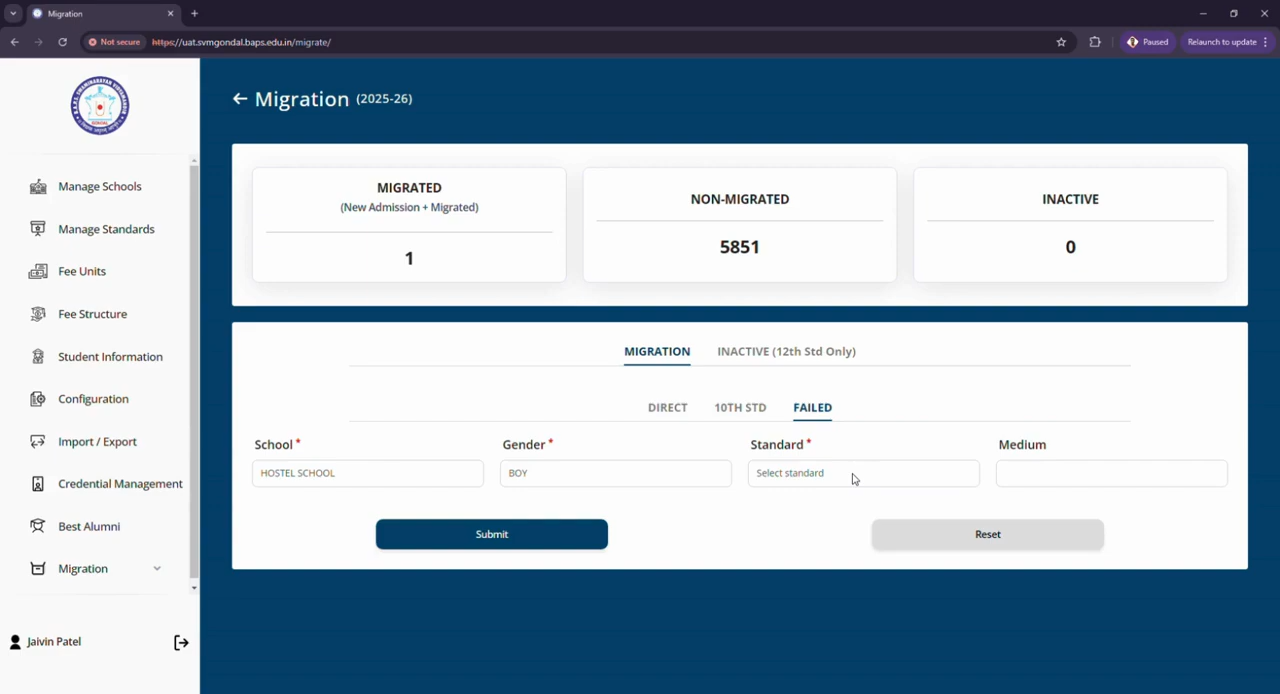 Migration
Not secure
https://uat.svmgondal.baps.edu.in/migrate/
Paused
Relaunch to update
Migration (2025-26)
MIGRATED
(New Admission + Migrated)
1
NON-MIGRATED
5851
INACTIVE
0
Manage Schools
Manage Standards
Fee Units
Fee Structure
Student Information
Configuration
Import / Export
Credential Management
Best Alumni
Migration
Jaivin Patel
MIGRATION INACTIVE (12th Std Only)
DIRECT 10TH STD FAILED
School * Gender * Standard * Medium
HOSTEL SCHOOL BOY Select standard
Submit Reset